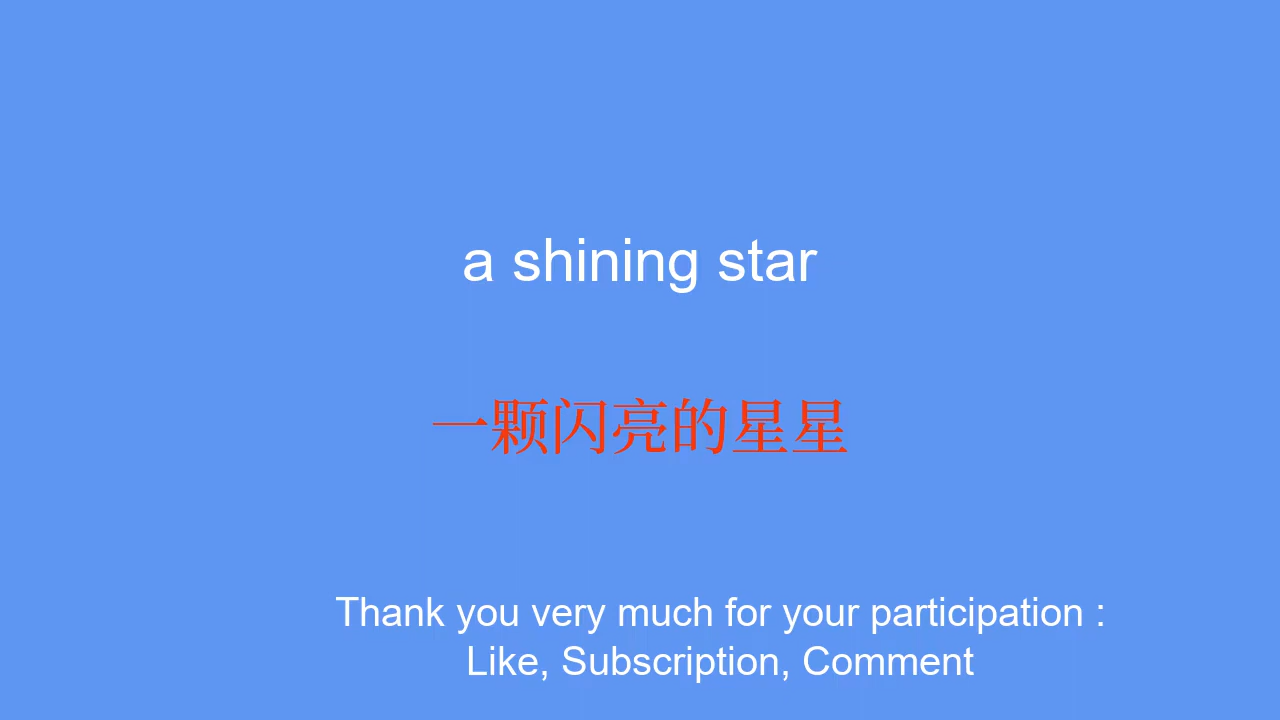 a shining star
一颗闪亮的星星
Thank you very much for your participation :
Like, Subscription, Comment